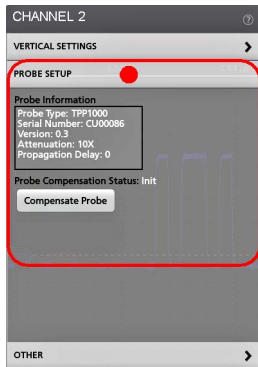 CHANNEL 2
VERTICAL SETTINGS
PROBE SETUP
Probe Information
Probe Type: TPP1000
Serial Number: CU00086
Version: 0.3
Attenuation: 10X
Propagation Delay: 0
Probe Compensation Status: Init
Compensate Probe
OTHER